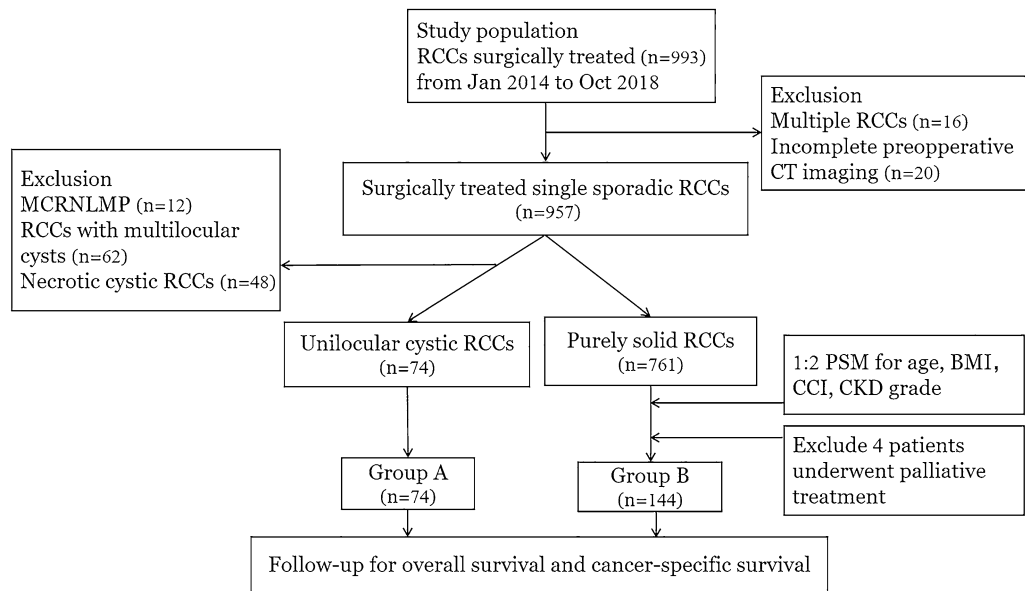 Study population
RCCs surgically treated (n=993)
from Jan 2014 to Oct 2018
Exclusion
Multiple RCCs (n=16)
Incomplete preopperative
CT imaging (n=20)
Surgically treated single sporadic RCCs
(n=957)
Exclusion
MCRNLMP (n=12)
RCCs with multilocular
cysts (n=62)
Necrotic cystic RCCs (n=48)
Unilocular cystic RCCs
(n=74)
Purely solid RCCs
(n=761)
1:2 PSM for age, BMI,
CCI, CKD grade
Exclude 4 patients
underwent palliative
treatment
Group A
(n=74)
Group B
(n=144)
Follow-up for overall survival and cancer-specific survival